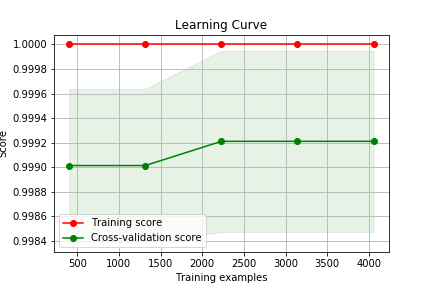 Learning Curve
1.0000
0.9998
0.9996
0.9994
0.9992
0.9990
0.9988
0.9986
0.9984
Score
Training score
Cross-validation score
500 1000 1500 2000 2500 3000 3500 4000
Training examples